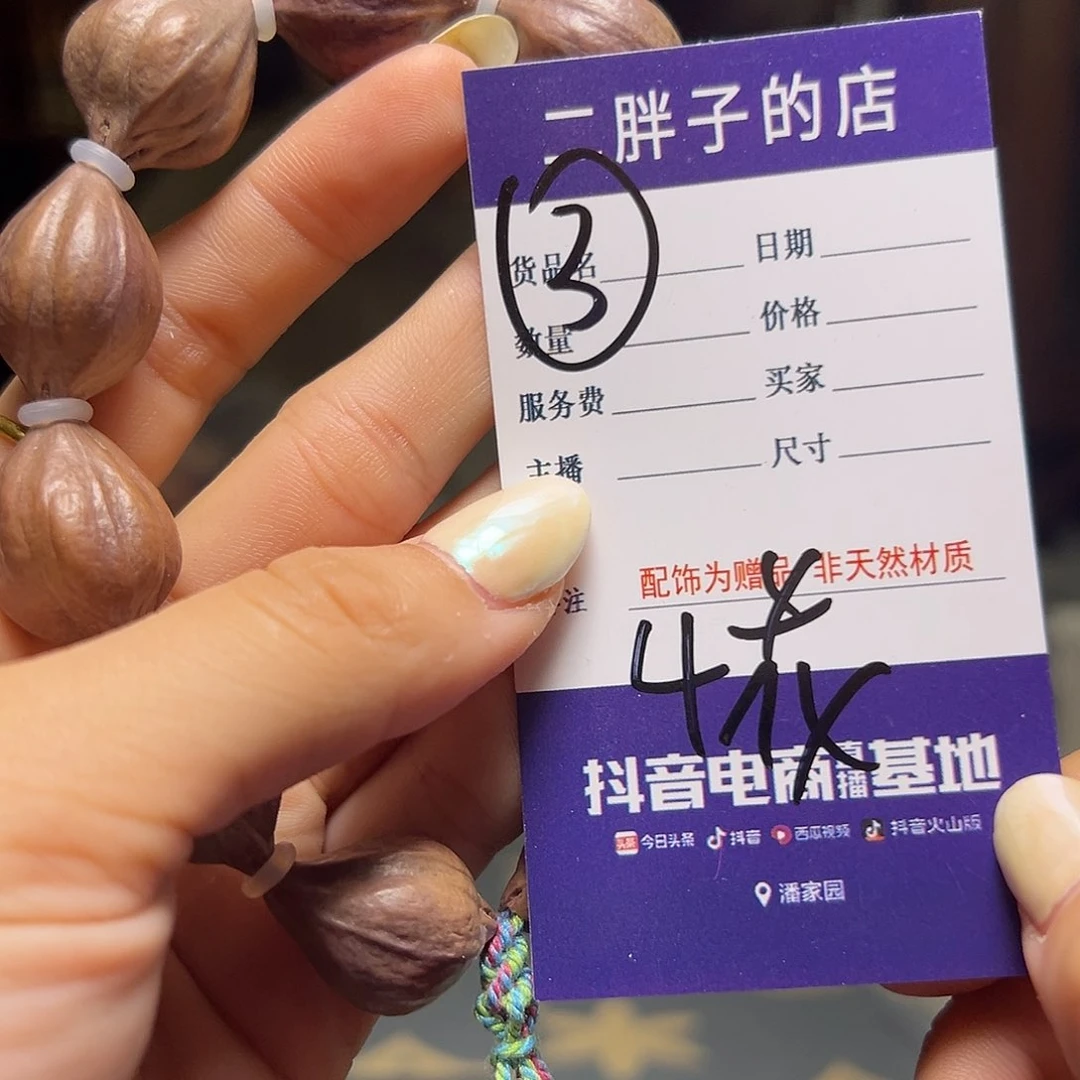 二胖子的店
③
货品名 日期
数量 价格
服务费 买家
主播 尺寸
配饰为赠品 非天然材质
注
4花
抖音电商直播基地
头条 今日头条 抖音 西瓜视频 抖音火山版
潘家园